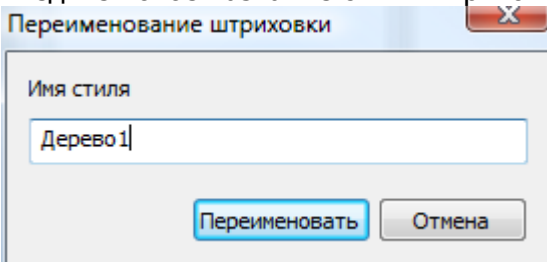 Переименование штриховки
Имя стиля
Дерево1
Переименовать Отмена